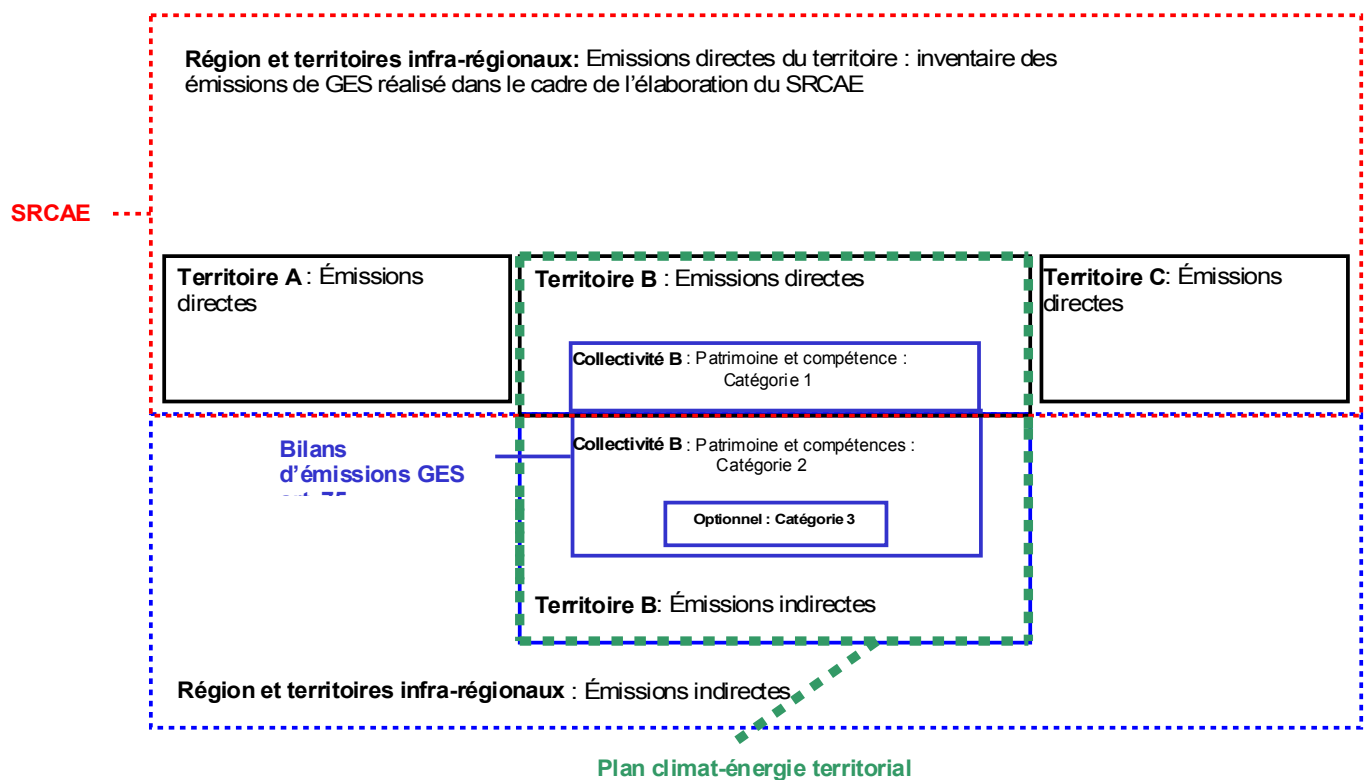 Région et territoires infra-régionaux: Emissions directes du territoire : inventaire des
émissions de GES réalisé dans le cadre de l'élaboration du SRCAE
SRCAE
Territoire A : Émissions
directes
Territoire B : Emissions directes
Territoire C: Émissions
directes
Collectivité B : Patrimoine et compétence :
Catégorie 1
Collectivité B : Patrimoine et compétences :
Catégorie 2
Bilans
d'émissions GES
Optionnel : Catégorie 3
Territoire B: Émissions indirectes
Région et territoires infra-régionaux : Émissions indirectes
Plan climat-énergie territorial